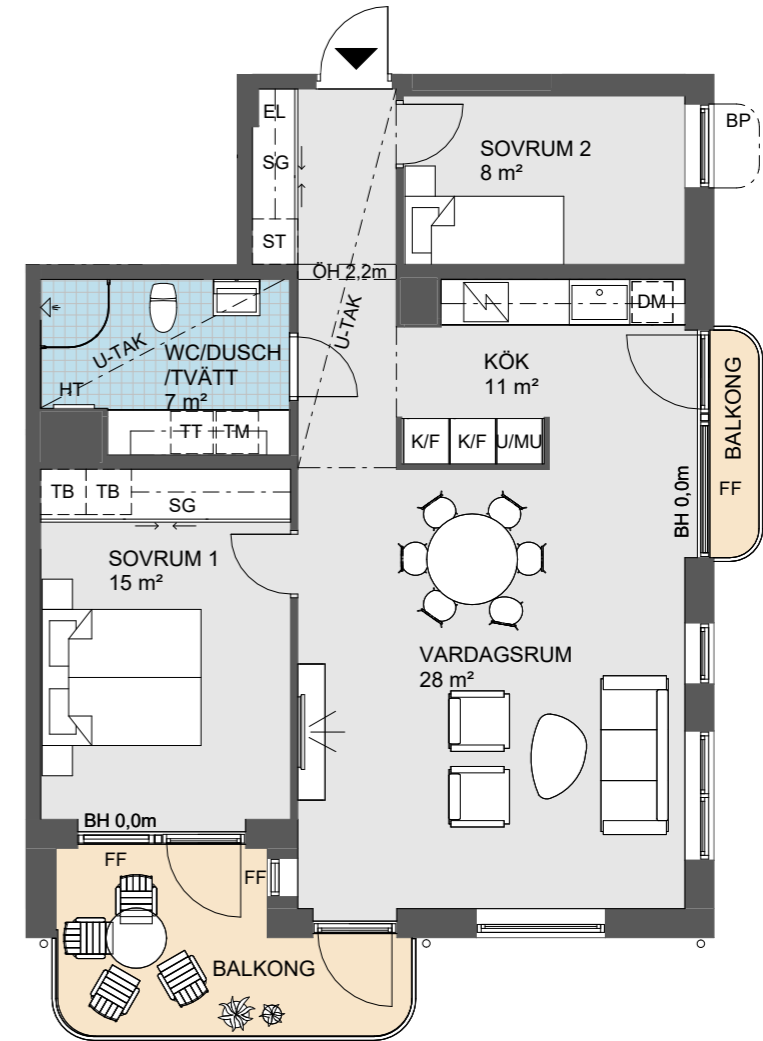 EL
SG
ST
SOVRUM 2
8 m²
BP
ÖH 2,2m
U-TAK
U-TAK
WC/DUSCH
/TVÄTT
7 m²
HT
TT
TM
DM
KÖK
11 m²
K/F
K/F
U/MU
BALKONG
FF
BH 0,0m
TB
TB
SG
SOVRUM 1
15 m²
VARDAGSRUM
28 m²
BH 0,0m
FF
FF
BALKONG